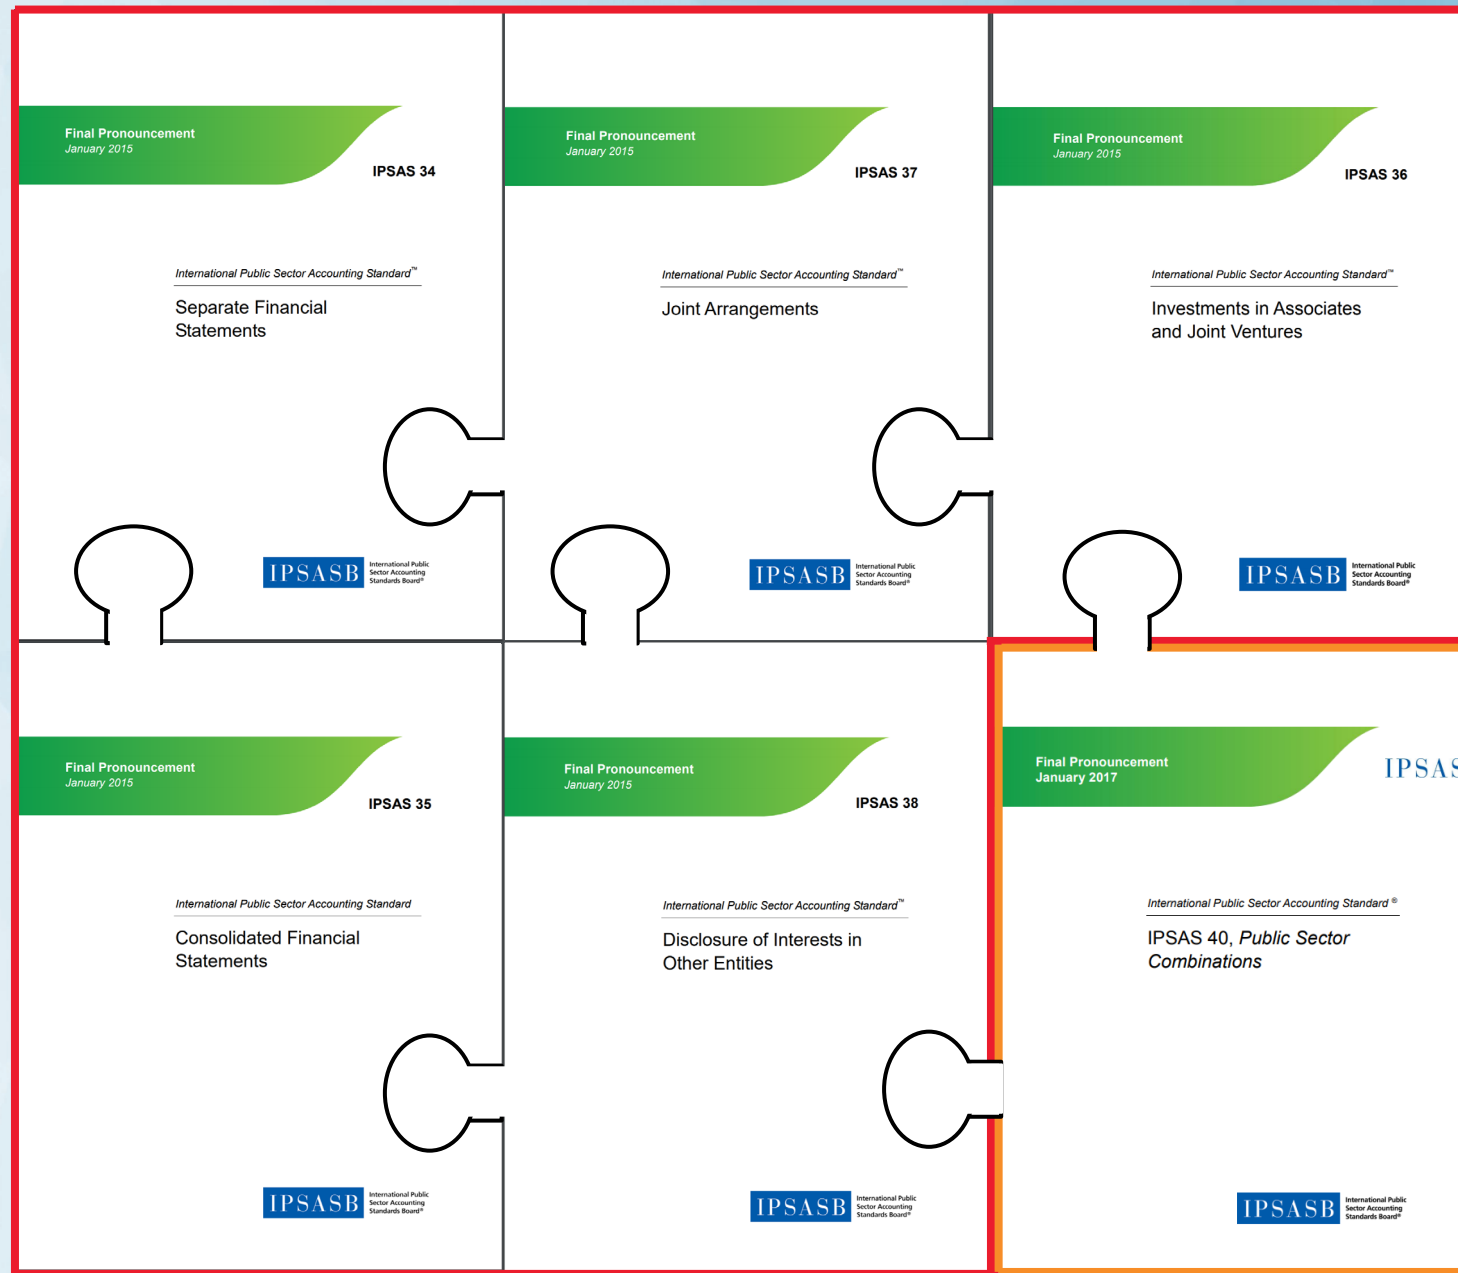 Final Pronouncement
January 2015
IPSAS 34
International Public Sector Accounting Standard™
Separate Financial
Statements
IPSASB
International Public
Sector Accounting
Standards Board®
Final Pronouncement
January 2015
IPSAS 37
International Public Sector Accounting Standard™
Joint Arrangements
IPSASB
International Public
Sector Accounting
Standards Board®
Final Pronouncement
January 2015
IPSAS 36
International Public Sector Accounting Standard™
Investments in Associates
and Joint Ventures
IPSASB
International Public
Sector Accounting
Standards Board®
Final Pronouncement
January 2015
IPSAS 35
International Public Sector Accounting Standard
Consolidated Financial
Statements
IPSASB
International Public
Sector Accounting
Standards Board®
Final Pronouncement
January 2015
IPSAS 38
International Public Sector Accounting Standard™
Disclosure of Interests in
Other Entities
IPSASB
International Public
Sector Accounting
Standards Board®
Final Pronouncement
January 2017
IPSAS
International Public Sector Accounting Standard ®
IPSAS 40, Public Sector
Combinations
IPSASB
International Public
Sector Accounting
Standards Board®